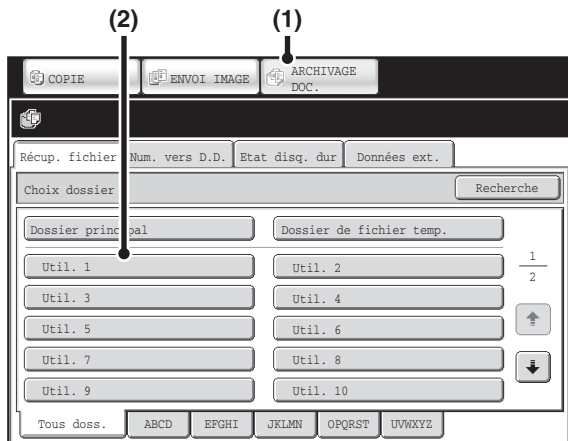 (2) (1)
COPIE ENVOI IMAGE ARCHIVAGE
DOC.
Récup. fichier Num. vers D.D. Etat disq. dur Données ext.
Choix dossier Recherche
Dossier principal Dossier de fichier temp.
Util. 1 Util. 2 1
2
Util. 3 Util. 4
Util. 5 Util. 6
Util. 7 Util. 8
Util. 9 Util. 10
Tous doss. ABCD EFGHI JKLMN OPQRST UVWXYZ